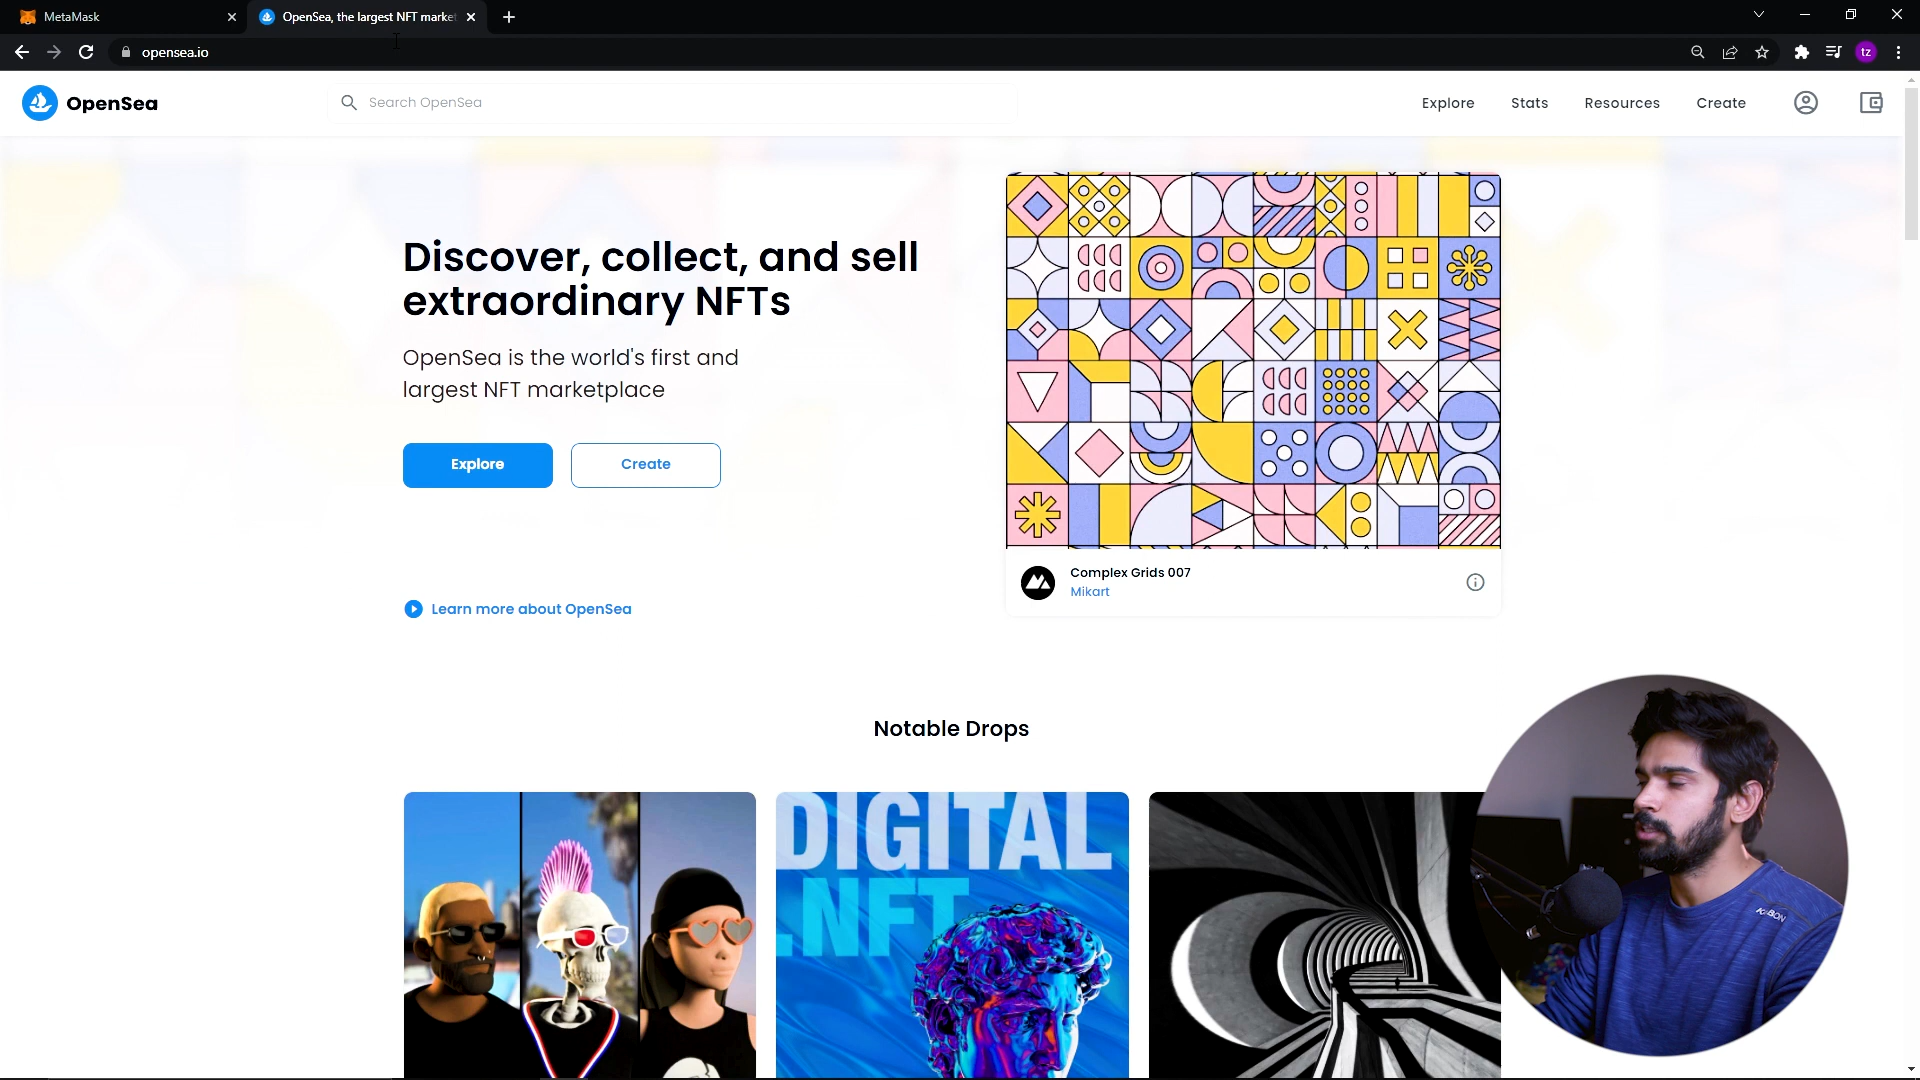 MetaMask
OpenSea, the largest NFT market
opensea.io
tz
OpenSea
Search OpenSea
Explore
Stats
Resources
Create
Discover, collect, and sell
extraordinary NFTs
OpenSea is the world's first and
largest NFT marketplace
Explore
Create
Learn more about OpenSea
Complex Grids 007
Mikart
Notable Drops
DIGITAL
.NFT